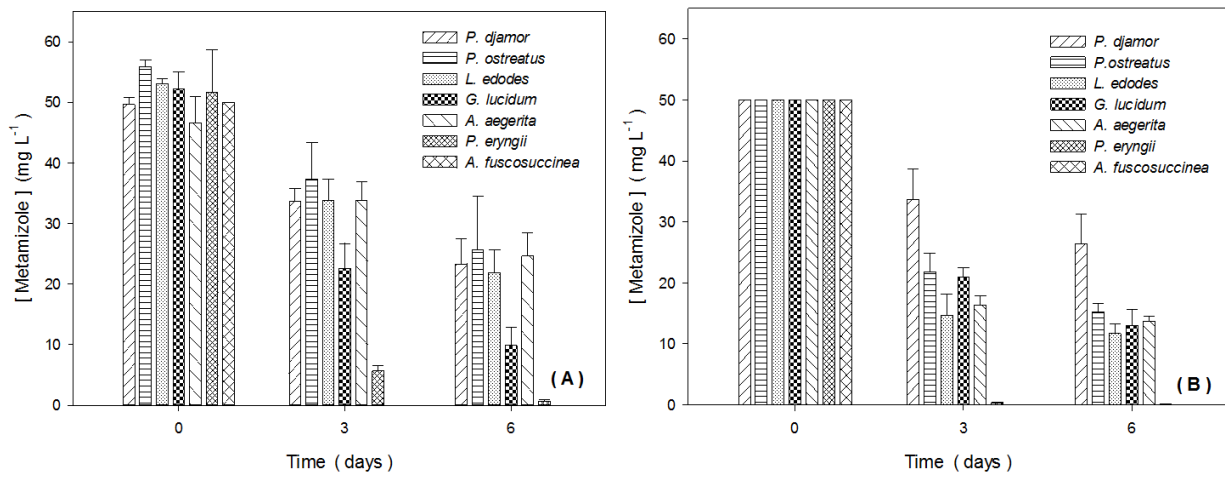 60
50
40
30
20
10
0
[ Metamizole ] (mg L⁻¹ )
P. djamor
P. ostreatus
L. edodes
G. lucidum
A. aegerita
P. eryngii
A. fuscosuccinea
( A )
0 3 6
Time ( days )
60
50
40
30
20
10
0
[ Metamizole ] ( mg L⁻¹ )
P. djamor
P.ostreatus
L. edodes
G. lucidum
A. aegerita
P. eryngii
A. fuscosuccinea
( B )
0 3 6
Time ( days )